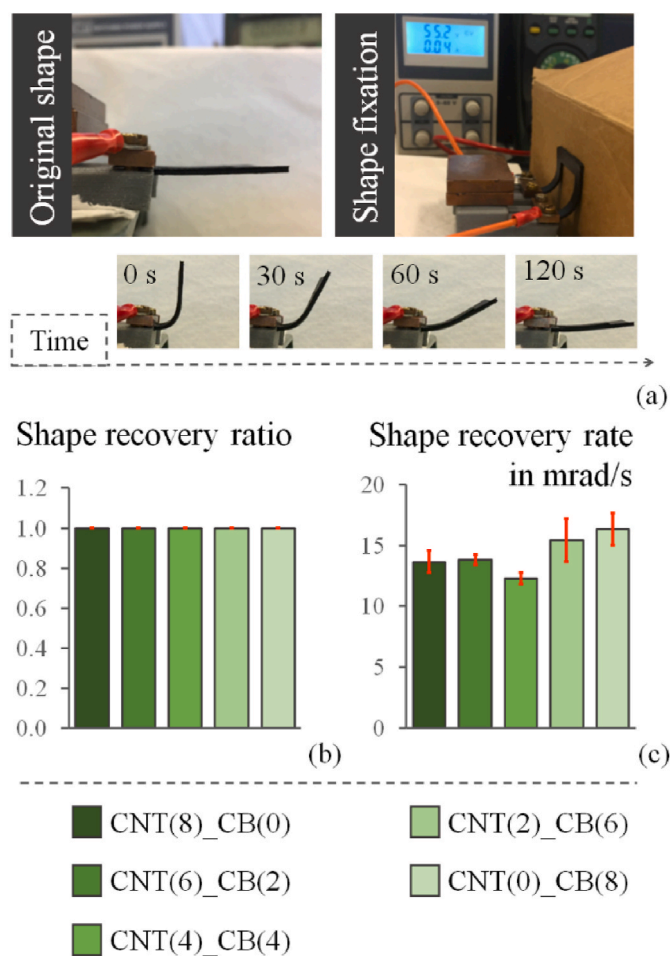 Original shape
Shape fixation
55.2
0.04
0 s
30 s
60 s
120 s
Time
(a)
Shape recovery ratio
1.2
1.0
0.8
0.6
0.4
0.2
0.0
(b)
Shape recovery rate
in mrad/s
20
15
10
5
0
(c)
CNT(8)_CB(0)
CNT(6)_CB(2)
CNT(4)_CB(4)
CNT(2)_CB(6)
CNT(0)_CB(8)